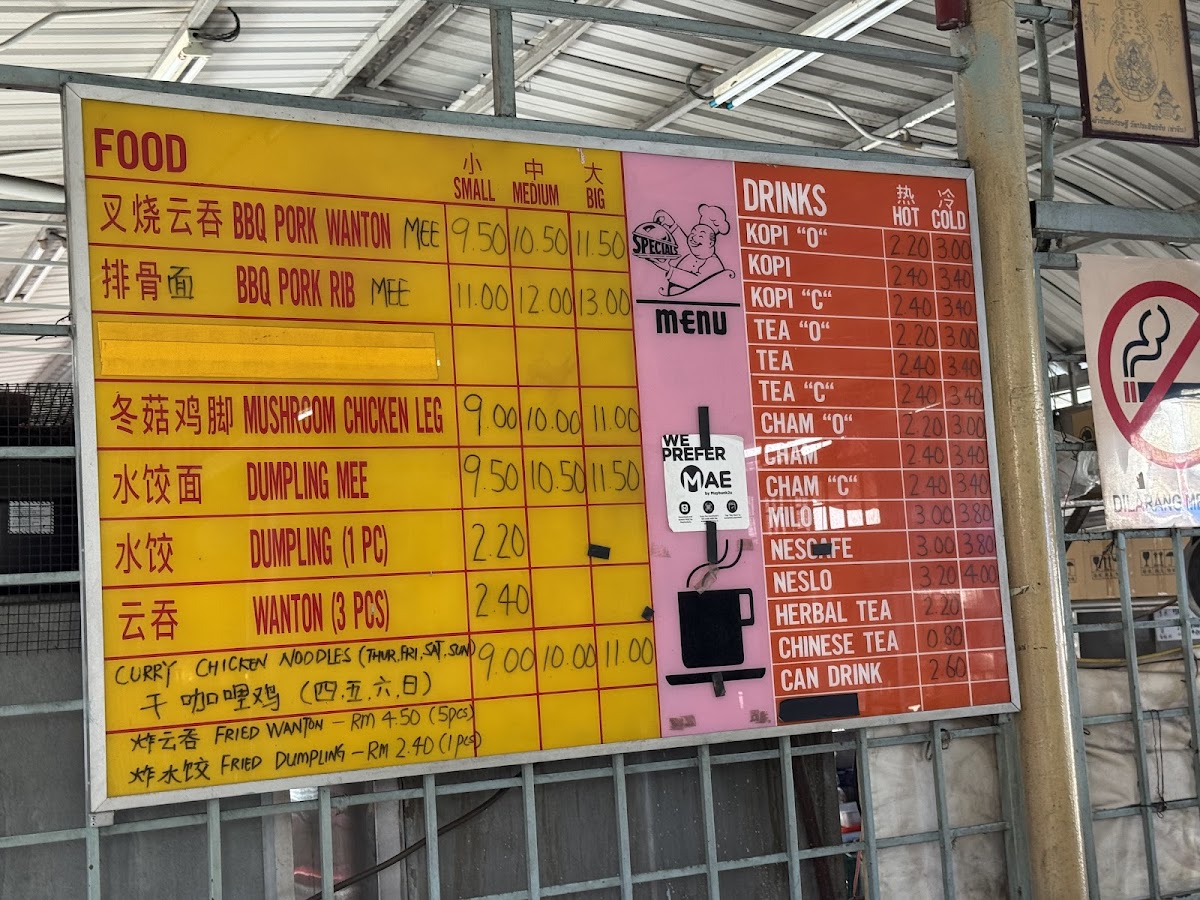 FOOD
小 中 大
SMALL MEDIUM BIG
叉烧云吞 BBQ PORK WANTON MEE 9.50 10.50 11.50
排骨面 BBQ PORK RIB MEE 11.00 12.00 13.00
冬菇鸡脚 MUSHROOM CHICKEN LEG 9.00 10.00 11.00
水饺面 DUMPLING MEE 9.50 10.50 11.50
水饺 DUMPLING (1 PC) 2.20
云吞 WANTON (3 PCS) 2.40
CURRY CHICKEN NOODLES (THUR, FRI, SAT, SUN) 9.00 10.00 11.00
干咖喱鸡 (四.五.六.日)
炸云吞 FRIED WANTON - RM 4.50 (5pcs)
炸水饺 FRIED DUMPLING - RM 2.40 (1pcs)
SPECIALS
MENU
WE PREFER
MAE
by Maybank2u
DRINKS 热 冷
HOT COLD
KOPI "O" 2.20 3.00
KOPI 2.40 3.40
KOPI "C" 2.40 3.40
TEA "O" 2.20 3.00
TEA 2.40 3.40
TEA "C" 2.40 3.40
CHAM "O" 2.20 3.00
CHAM 2.40 3.40
CHAM "C" 2.40 3.40
MILO 3.00 3.80
NESCAFE 3.00 3.80
NESLO 3.20 4.00
HERBAL TEA 2.20
CHINESE TEA 0.80
CAN DRINK 2.60
DILARANG